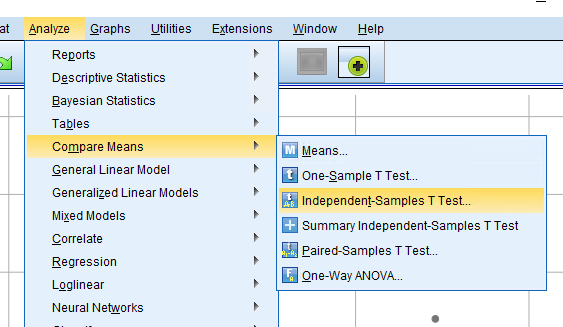 at Analyze Graphs Utilities Extensions Window Help
Reports
Descriptive Statistics
Bayesian Statistics
Tables
Compare Means
General Linear Model
Generalized Linear Models
Mixed Models
Correlate
Regression
Loglinear
Neural Networks
M Means...
t One-Sample T Test...
Independent-Samples T Test...
Summary Independent-Samples T Test
Paired-Samples T Test...
One-Way ANOVA...